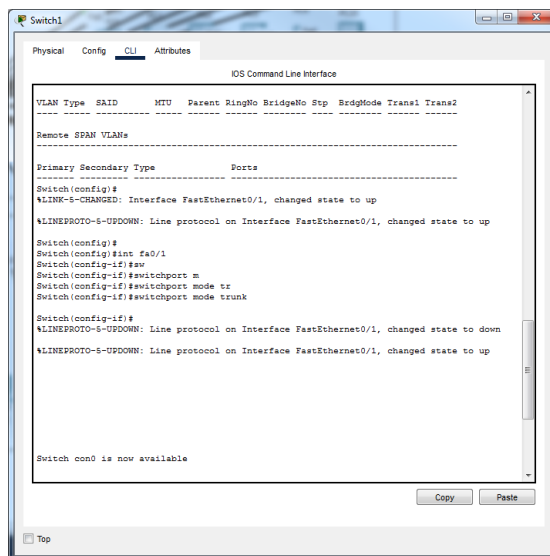 Switch1
Physical Config CLI Attributes
IOS Command Line Interface
VLAN Type SAID MTU Parent RingNo BridgeNo Stp BrdgMode Trans1 Trans2
---- ----- ---------- ----- ------ ------ -------- ---- -------- ------ ------
Remote SPAN VLANs
------------------------------------------------------------------------------
Primary Secondary Type Ports
------- --------- ----------------- ------------------------------------------
Switch(config)#
%LINK-5-CHANGED: Interface FastEthernet0/1, changed state to up
%LINEPROTO-5-UPDOWN: Line protocol on Interface FastEthernet0/1, changed state to up
Switch(config)#
Switch(config)#int fa0/1
Switch(config-if)#sw
Switch(config-if)#switchport m
Switch(config-if)#switchport mode tr
Switch(config-if)#switchport mode trunk
Switch(config-if)#
%LINEPROTO-5-UPDOWN: Line protocol on Interface FastEthernet0/1, changed state to down
%LINEPROTO-5-UPDOWN: Line protocol on Interface FastEthernet0/1, changed state to up
Switch con0 is now available
Copy Paste
Top